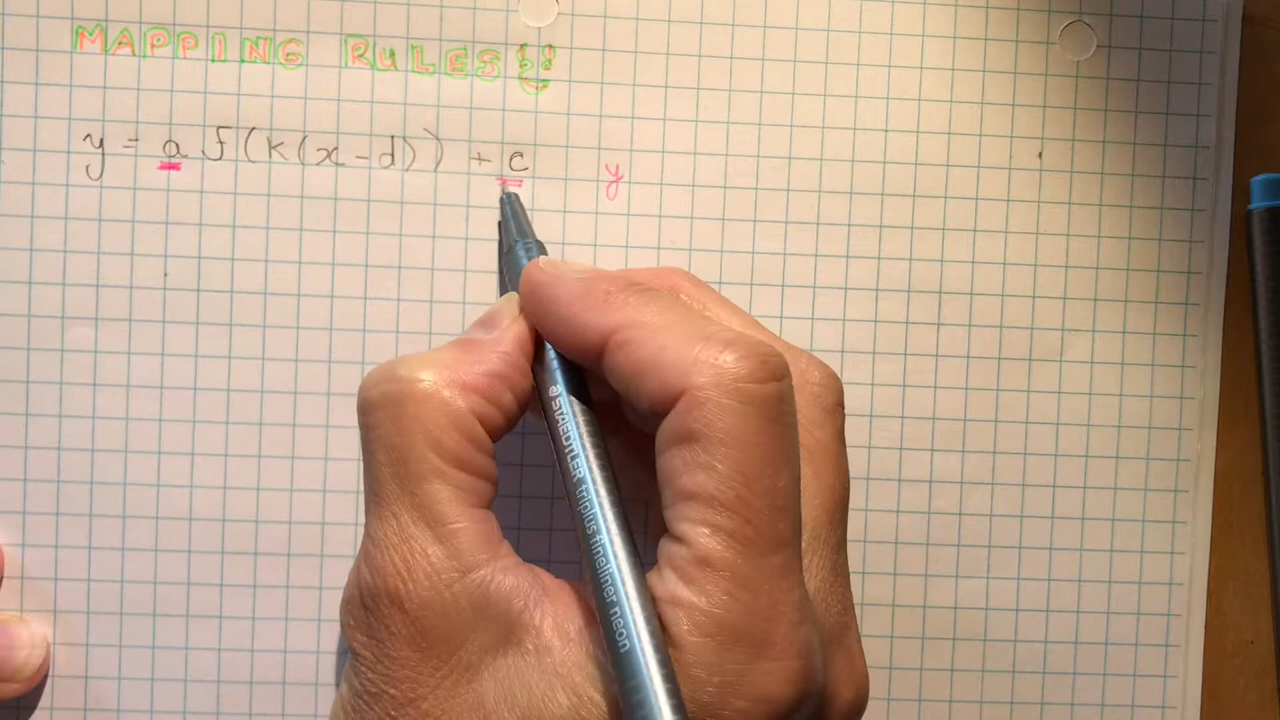 MAPPING RULES!!
y = a f(k(x-d)) + c y
STAEDTLER triplus fineliner neon